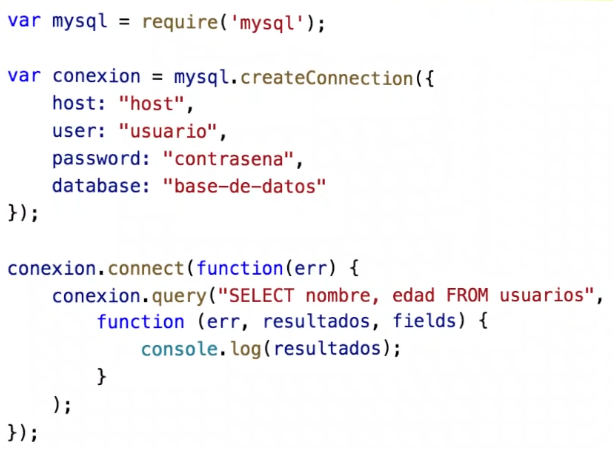 var mysql = require('mysql');

var conexion = mysql.createConnection({
    host: "host",
    user: "usuario",
    password: "contrasena",
    database: "base-de-datos"
});

conexion.connect(function(err) {
    conexion.query("SELECT nombre, edad FROM usuarios",
        function (err, resultados, fields) {
            console.log(resultados);
        }
    );
});